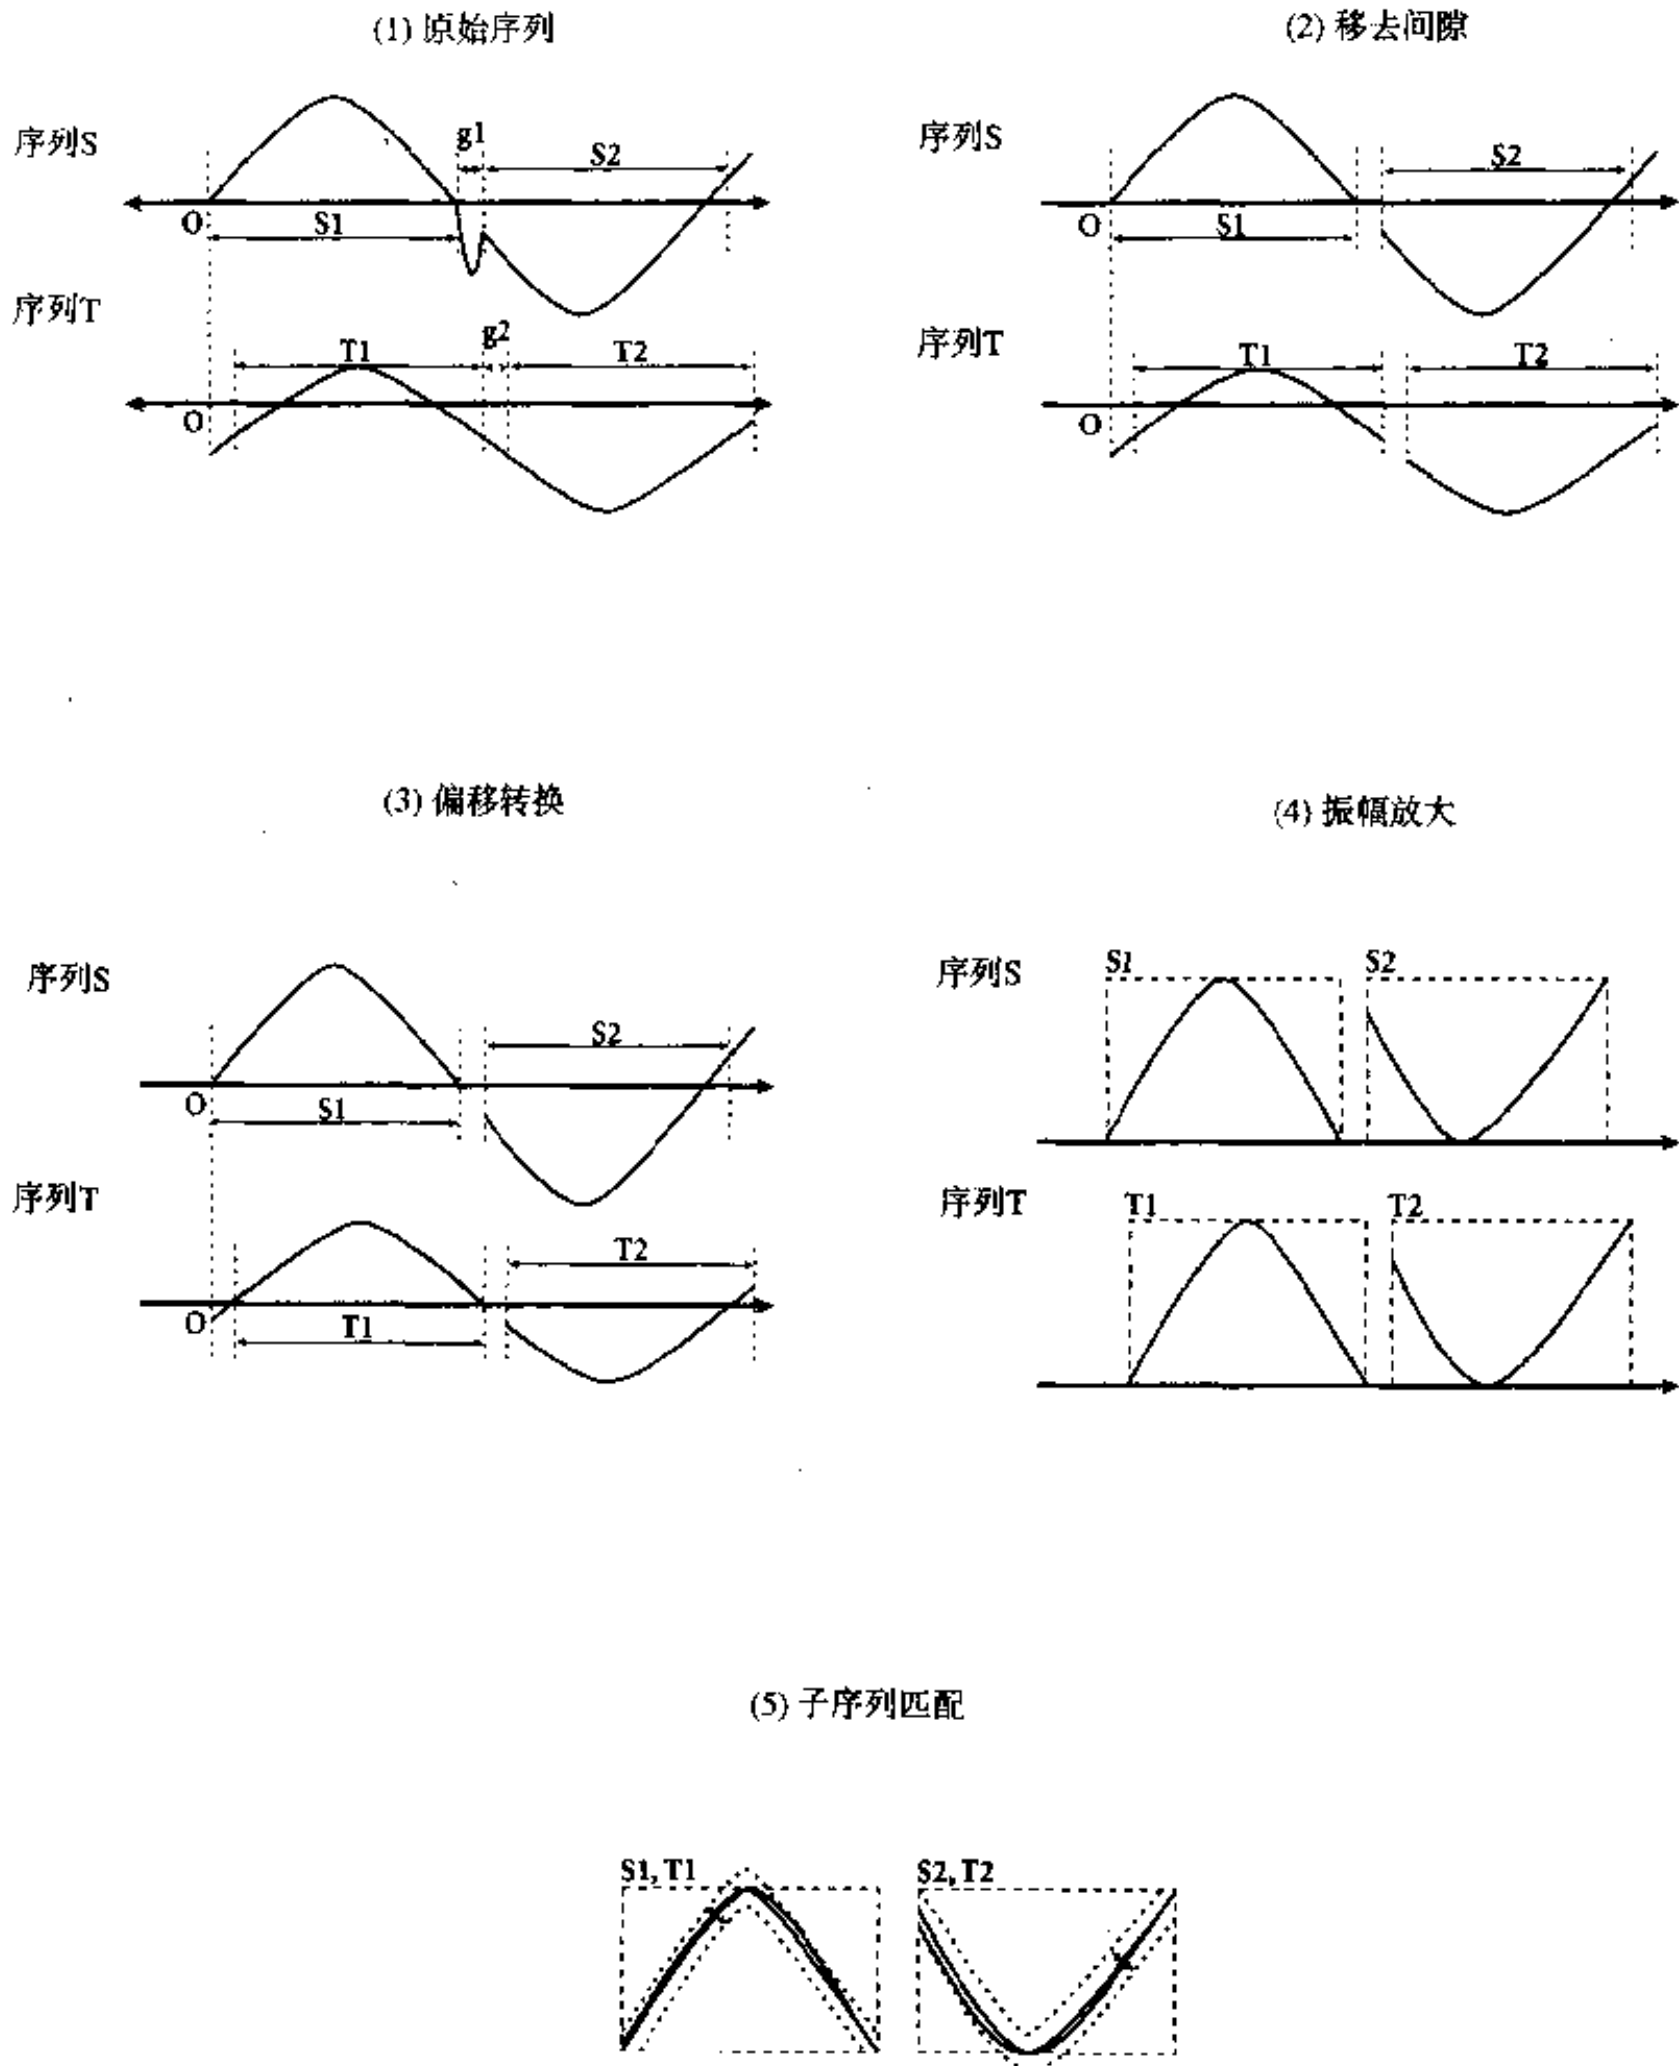 (1) 原始序列
序列S
g1
S2
O
S1
序列T
g2
T1
T2
O
(2) 移去间隙
序列S
S2
O
S1
序列T
T1
T2
O
(3) 偏移转换
序列S
S2
O
S1
序列T
T2
O
T1
(4) 振幅放大
序列S
S1
S2
序列T
T1
T2
(5) 子序列匹配
S1, T1
S2, T2